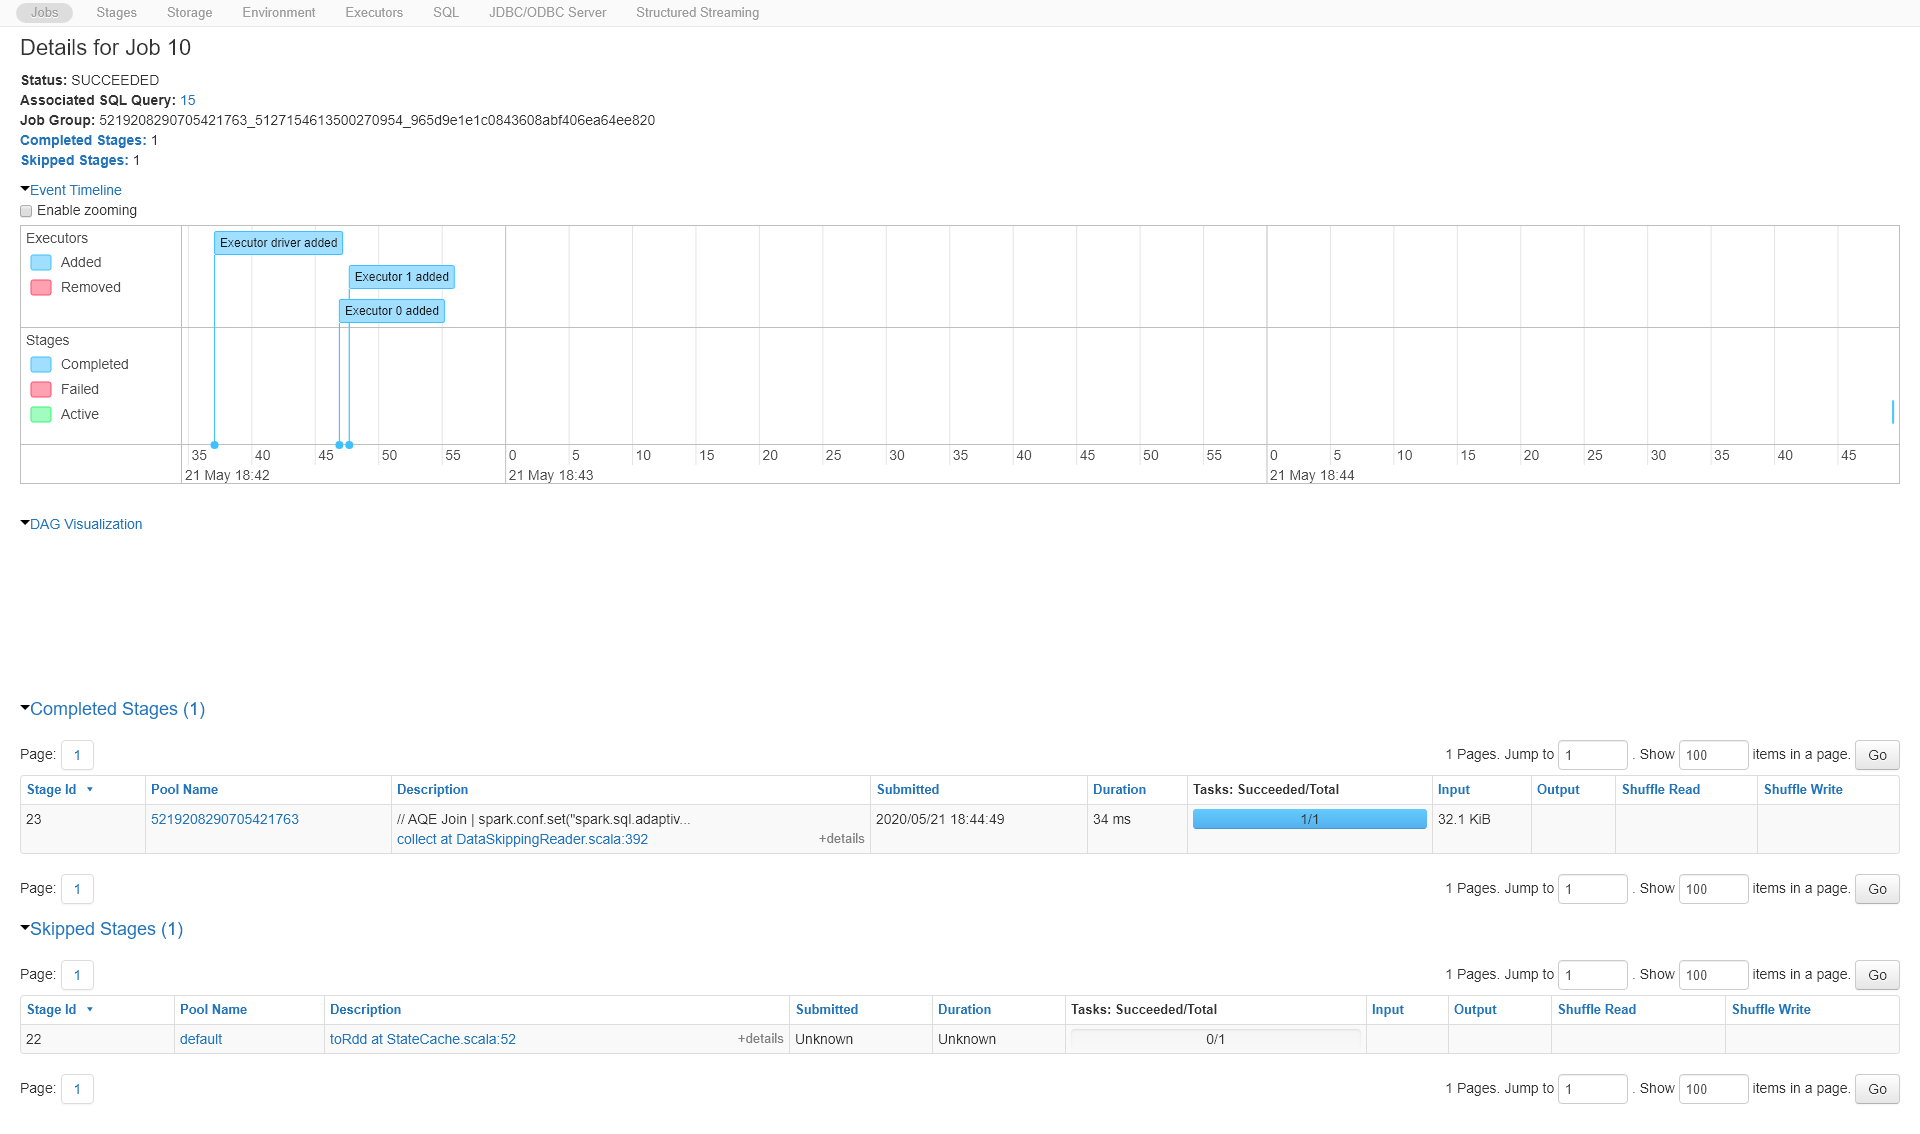 Jobs Stages Storage Environment Executors SQL JDBC/ODBC Server Structured Streaming
Details for Job 10
Status: SUCCEEDED
Associated SQL Query: 15
Job Group: 5219208290705421763_5127154613500270954_965d9e1e1c0843608abf406ea64ee820
Completed Stages: 1
Skipped Stages: 1
Event Timeline
Enable zooming
Executors
Added
Removed
Executor driver added
Executor 1 added
Executor 0 added
Stages
Completed
Failed
Active
35 40 45 50 55 0 5 10 15 20 25 30 35 40 45 50 55 0 5 10 15 20 25 30 35 40 45
21 May 18:42 21 May 18:43 21 May 18:44
DAG Visualization
Completed Stages (1)
Page: 1 1 Pages. Jump to 1 . Show 100 items in a page. Go
Stage Id Pool Name Description Submitted Duration Tasks: Succeeded/Total Input Output Shuffle Read Shuffle Write
23 5219208290705421763 // AQE Join | spark.conf.set("spark.sql.adaptiv... 2020/05/21 18:44:49 34 ms 1/1 32.1 KiB
collect at DataSkippingReader.scala:392 +details
Page: 1 1 Pages. Jump to 1 . Show 100 items in a page. Go
Skipped Stages (1)
Page: 1 1 Pages. Jump to 1 . Show 100 items in a page. Go
Stage Id Pool Name Description Submitted Duration Tasks: Succeeded/Total Input Output Shuffle Read Shuffle Write
22 default toRdd at StateCache.scala:52 +details Unknown Unknown 0/1
Page: 1 1 Pages. Jump to 1 . Show 100 items in a page. Go